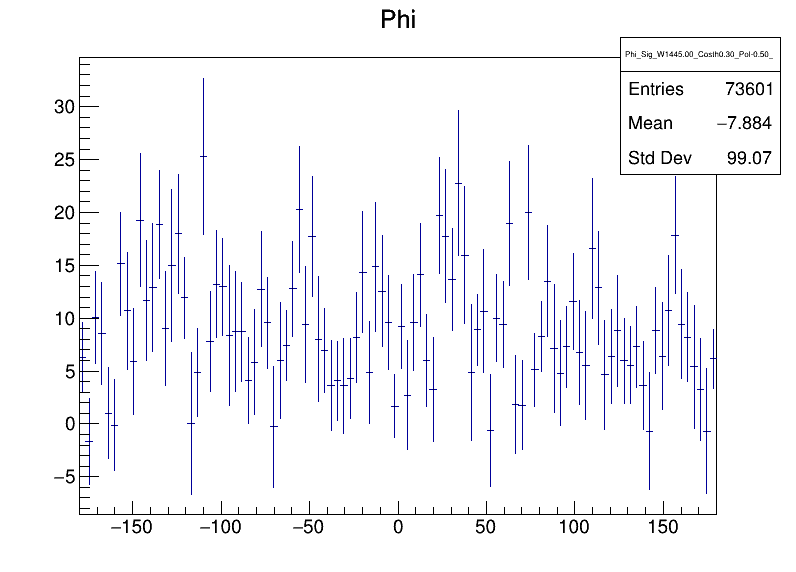 Phi
Phi_Sig_W1445.00_Costh0.30_Pol-0.50_
Entries 73601
Mean −7.884
Std Dev 99.07
30
25
20
15
10
5
0
−5
−150 −100 −50 0 50 100 150